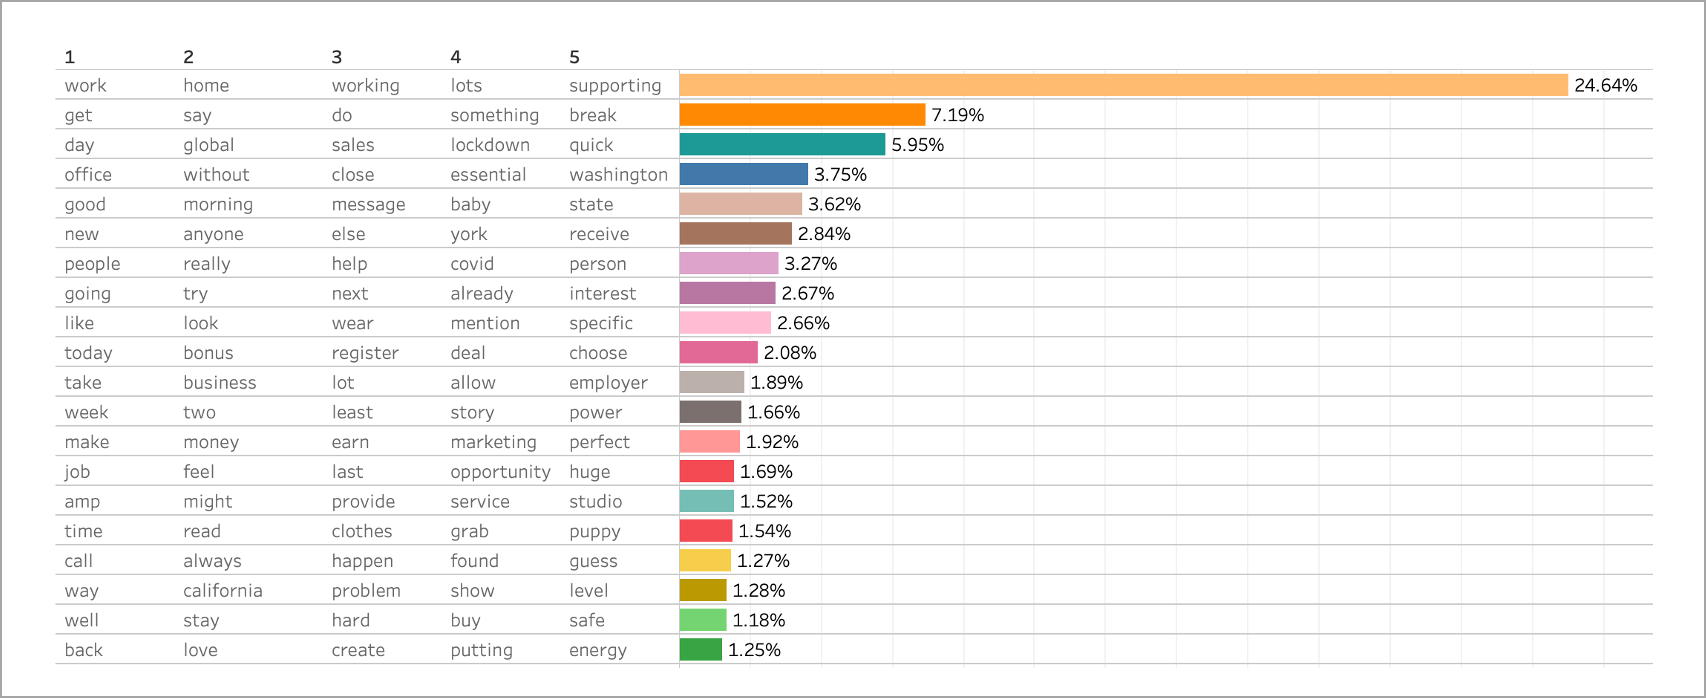 1 2 3 4 5
work home working lots supporting 24.64%
get say do something break 7.19%
day global sales lockdown quick 5.95%
office without close essential washington 3.75%
good morning message baby state 3.62%
new anyone else york receive 2.84%
people really help covid person 3.27%
going try next already interest 2.67%
like look wear mention specific 2.66%
today bonus register deal choose 2.08%
take business lot allow employer 1.89%
week two least story power 1.66%
make money earn marketing perfect 1.92%
job feel last opportunity huge 1.69%
amp might provide service studio 1.52%
time read clothes grab puppy 1.54%
call always happen found guess 1.27%
way california problem show level 1.28%
well stay hard buy safe 1.18%
back love create putting energy 1.25%